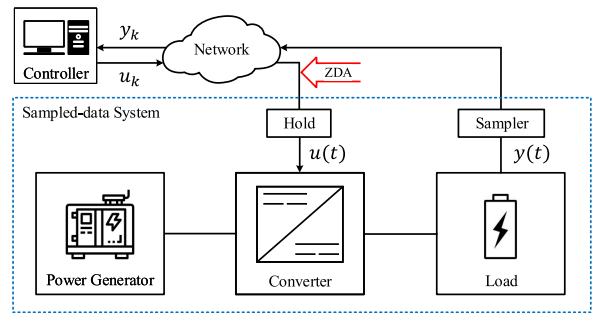 y_k
Network
Controller
u_k
ZDA
Sampled-data System
Hold
Sampler
u(t)
y(t)
Power Generator
Converter
Load